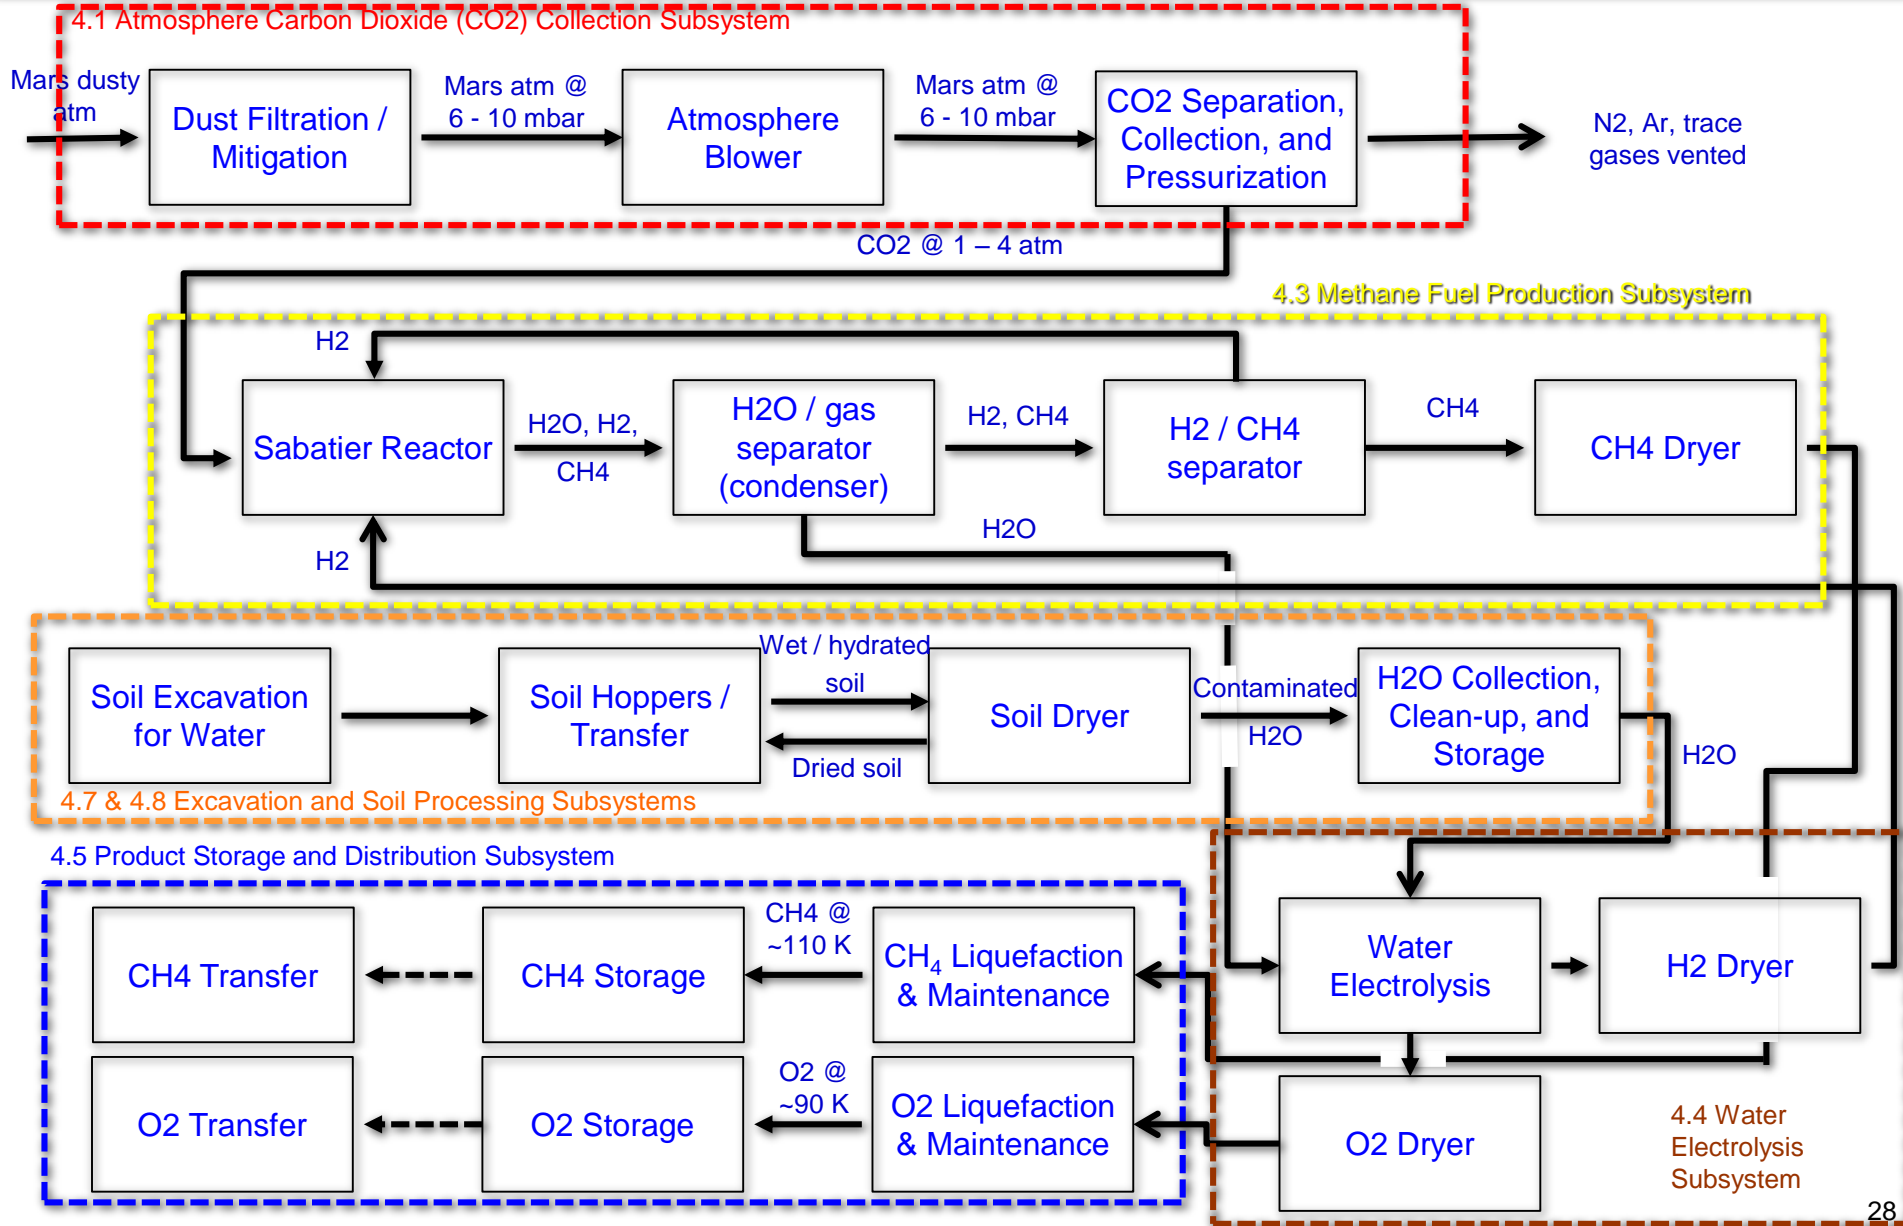 4.1 Atmosphere Carbon Dioxide (CO2) Collection Subsystem
Mars dusty
atm
Dust Filtration /
Mitigation
Mars atm @
6 - 10 mbar
Atmosphere
Blower
Mars atm @
6 - 10 mbar
CO2 Separation,
Collection, and
Pressurization
N2, Ar, trace
gases vented
CO2 @ 1 – 4 atm
4.3 Methane Fuel Production Subsystem
H2
Sabatier Reactor
H2O, H2,
CH4
H2O / gas
separator
(condenser)
H2, CH4
H2 / CH4
separator
CH4
CH4 Dryer
H2O
H2
Soil Excavation
for Water
Soil Hoppers /
Transfer
Wet / hydrated
soil
Dried soil
Soil Dryer
Contaminated
H2O
H2O Collection,
Clean-up, and
Storage
H2O
4.7 & 4.8 Excavation and Soil Processing Subsystems
4.5 Product Storage and Distribution Subsystem
CH4 Transfer
CH4 Storage
CH4 @
~110 K
CH₄ Liquefaction
& Maintenance
Water
Electrolysis
H2 Dryer
O2 Transfer
O2 Storage
O2 @
~90 K
O2 Liquefaction
& Maintenance
O2 Dryer
4.4 Water
Electrolysis
Subsystem
28